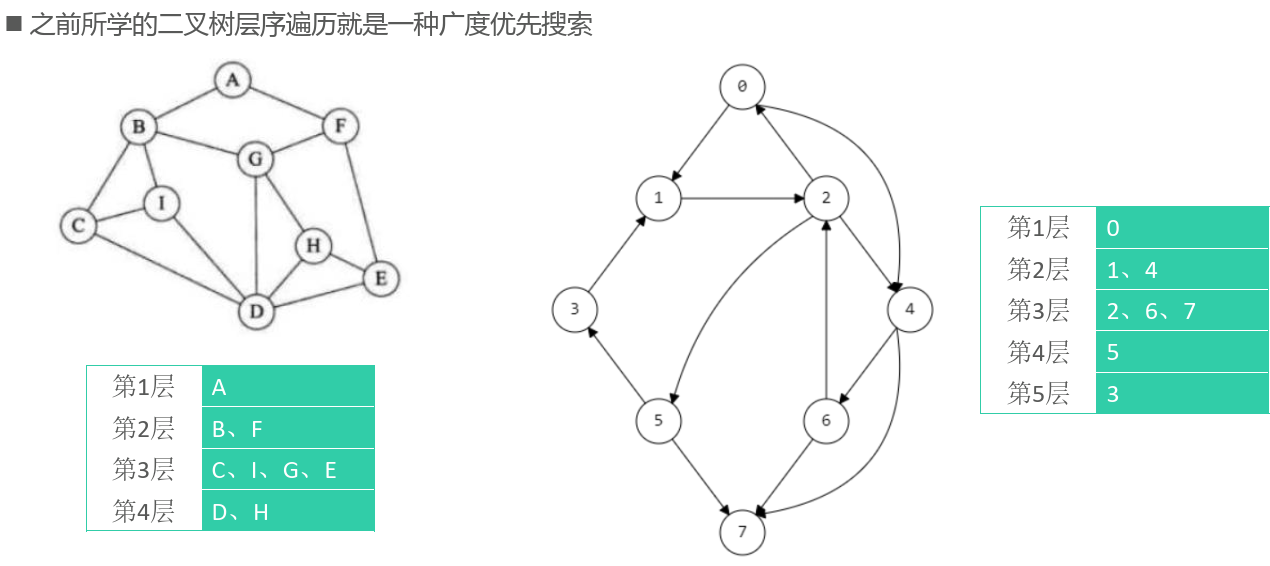 ■ 之前所学的二叉树层序遍历就是一种广度优先搜索
A
B
F
G
I
C
H
E
D
第1层 A
第2层 B、F
第3层 C、I、G、E
第4层 D、H
0
1
2
3
4
5
6
7
第1层 0
第2层 1、4
第3层 2、6、7
第4层 5
第5层 3